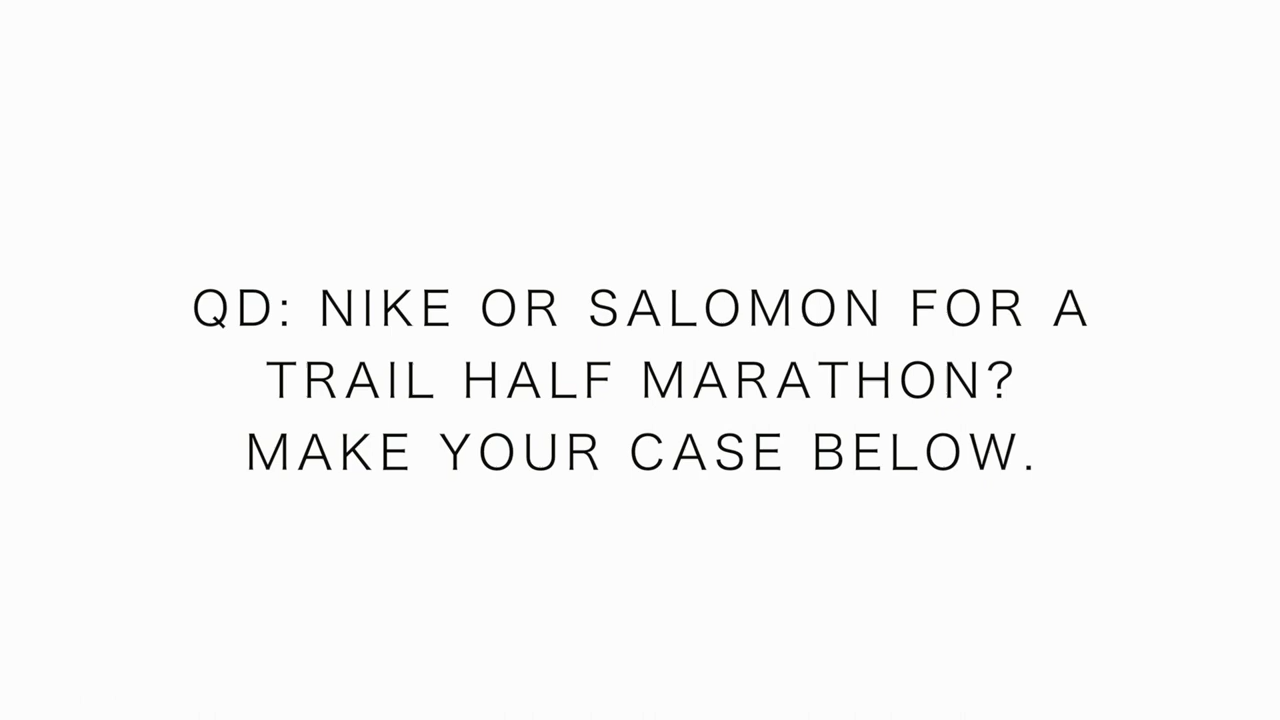 QD: NIKE OR SALOMON FOR A
TRAIL HALF MARATHON?
MAKE YOUR CASE BELOW.